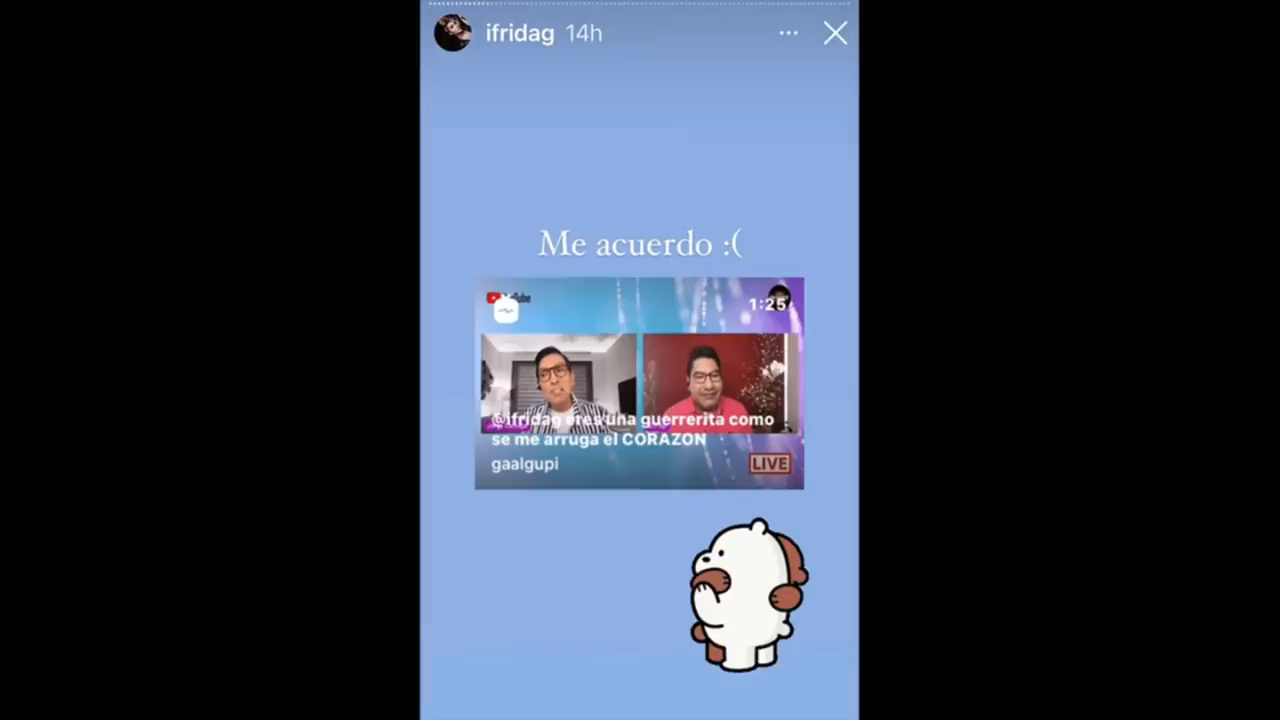 ifridag 14h
Me acuerdo :(
1:25
@ifridag eres una guerrerita como
se me arruga el CORAZON
gaalgupi
LIVE